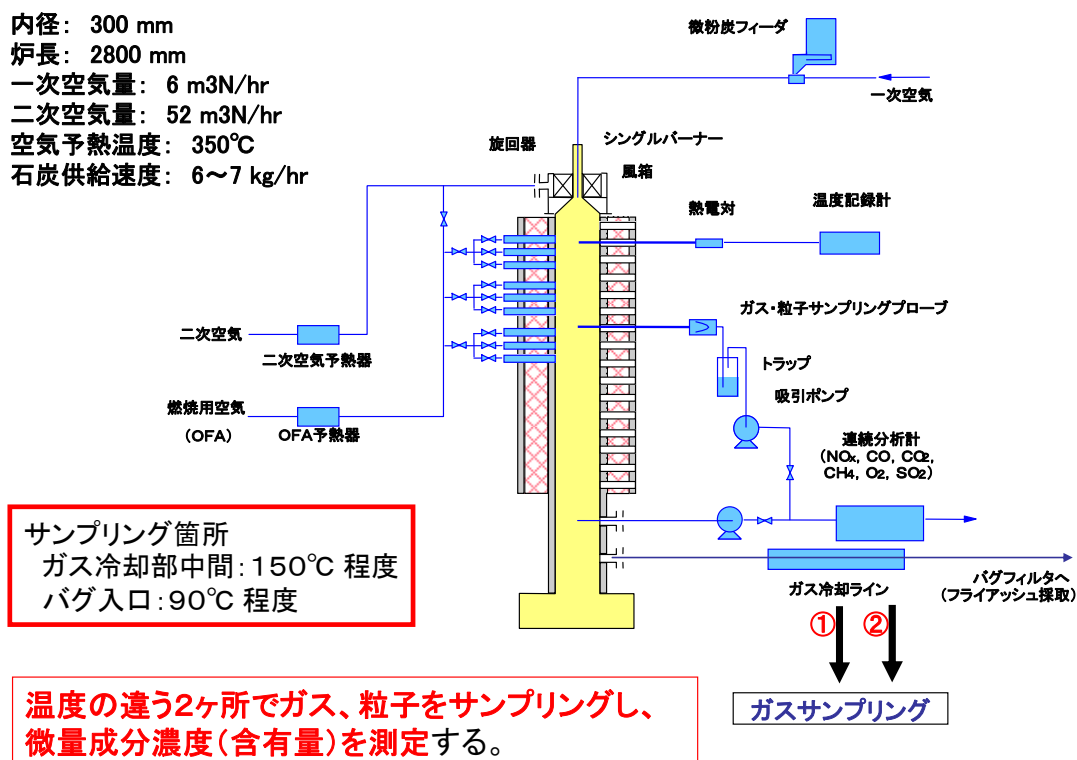 内径: 300 mm
炉長: 2800 mm
一次空気量: 6 m3N/hr
二次空気量: 52 m3N/hr
空気予熱温度: 350℃
石炭供給速度: 6〜7 kg/hr
微粉炭フィーダ
一次空気
旋回器
シングルバーナー
風箱
熱電対
温度記録計
ガス・粒子サンプリングプローブ
二次空気
二次空気予熱器
トラップ
吸引ポンプ
燃焼用空気
(OFA)
OFA予熱器
連続分析計
(NOx, CO, CO2,
CH4, O2, SO2)
サンプリング箇所
ガス冷却部中間:150℃ 程度
バグ入口:90℃ 程度
ガス冷却ライン
バグフィルタへ
(フライアッシュ採取)
① ②
ガスサンプリング
温度の違う2ヶ所でガス、粒子をサンプリングし、
微量成分濃度(含有量)を測定する。